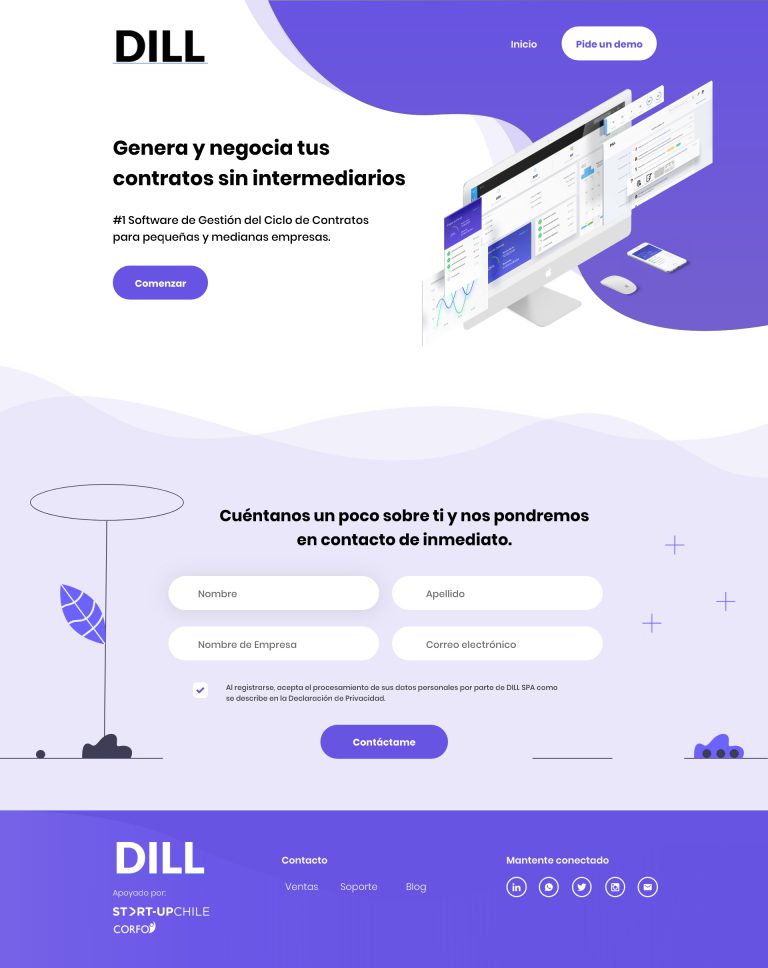 DILL
Inicio
Pide un demo
Genera y negocia tus
contratos sin intermediarios
#1 Software de Gestión del Ciclo de Contratos
para pequeñas y medianas empresas.
Comenzar
Cuéntanos un poco sobre ti y nos pondremos
en contacto de inmediato.
Nombre
Apellido
Nombre de Empresa
Correo electrónico
Al registrarse, acepta el procesamiento de sus datos personales por parte de DILL SPA como
se describe en la Declaración de Privacidad.
Contáctame
DILL
Apoyado por:
START-UPCHILE
CORFO
Contacto
Ventas
Soporte
Blog
Mantente conectado